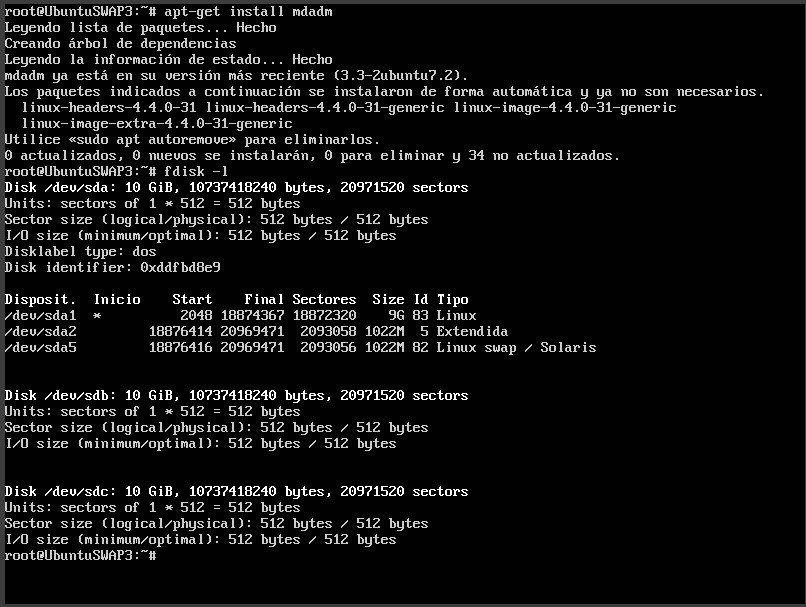 root@UbuntuSWAP3:~# apt-get install mdadm
Leyendo lista de paquetes... Hecho
Creando árbol de dependencias
Leyendo la información de estado... Hecho
mdadm ya está en su versión más reciente (3.3-2ubuntu7.2).
Los paquetes indicados a continuación se instalaron de forma automática y ya no son necesarios.
  linux-headers-4.4.0-31 linux-headers-4.4.0-31-generic linux-image-4.4.0-31-generic
  linux-image-extra-4.4.0-31-generic
Utilice «sudo apt autoremove» para eliminarlos.
0 actualizados, 0 nuevos se instalarán, 0 para eliminar y 34 no actualizados.
root@UbuntuSWAP3:~# fdisk -l
Disk /dev/sda: 10 GiB, 10737418240 bytes, 20971520 sectors
Units: sectors of 1 * 512 = 512 bytes
Sector size (logical/physical): 512 bytes / 512 bytes
I/O size (minimum/optimal): 512 bytes / 512 bytes
Disklabel type: dos
Disk identifier: 0xddfbd8e9
Disposit.  Inicio    Start    Final Sectores  Size Id Tipo
/dev/sda1  *          2048 18874367 18872320    9G 83 Linux
/dev/sda2         18876414 20969471  2093058 1022M  5 Extendida
/dev/sda5         18876416 20969471  2093056 1022M 82 Linux swap / Solaris
Disk /dev/sdb: 10 GiB, 10737418240 bytes, 20971520 sectors
Units: sectors of 1 * 512 = 512 bytes
Sector size (logical/physical): 512 bytes / 512 bytes
I/O size (minimum/optimal): 512 bytes / 512 bytes
Disk /dev/sdc: 10 GiB, 10737418240 bytes, 20971520 sectors
Units: sectors of 1 * 512 = 512 bytes
Sector size (logical/physical): 512 bytes / 512 bytes
I/O size (minimum/optimal): 512 bytes / 512 bytes
root@UbuntuSWAP3:~#